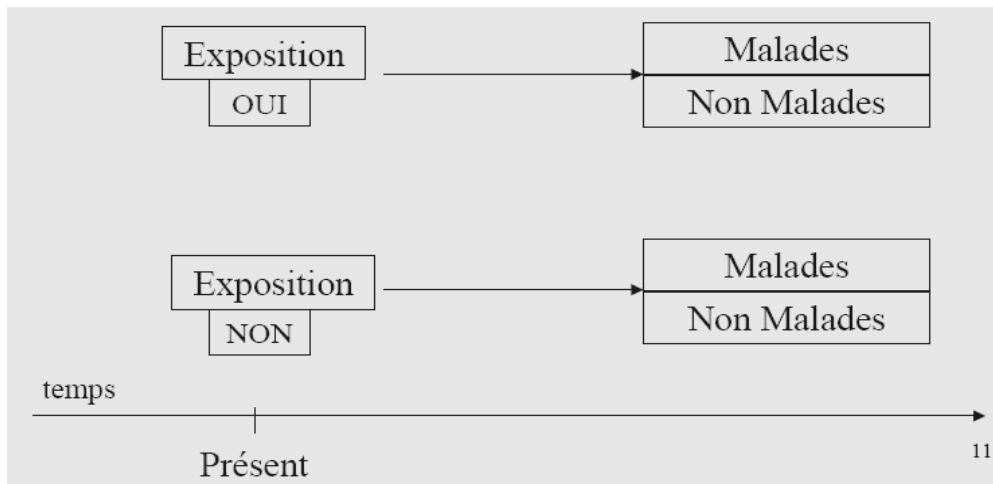 Exposition
OUI
Malades
Non Malades
Exposition
NON
Malades
Non Malades
temps
Présent
11